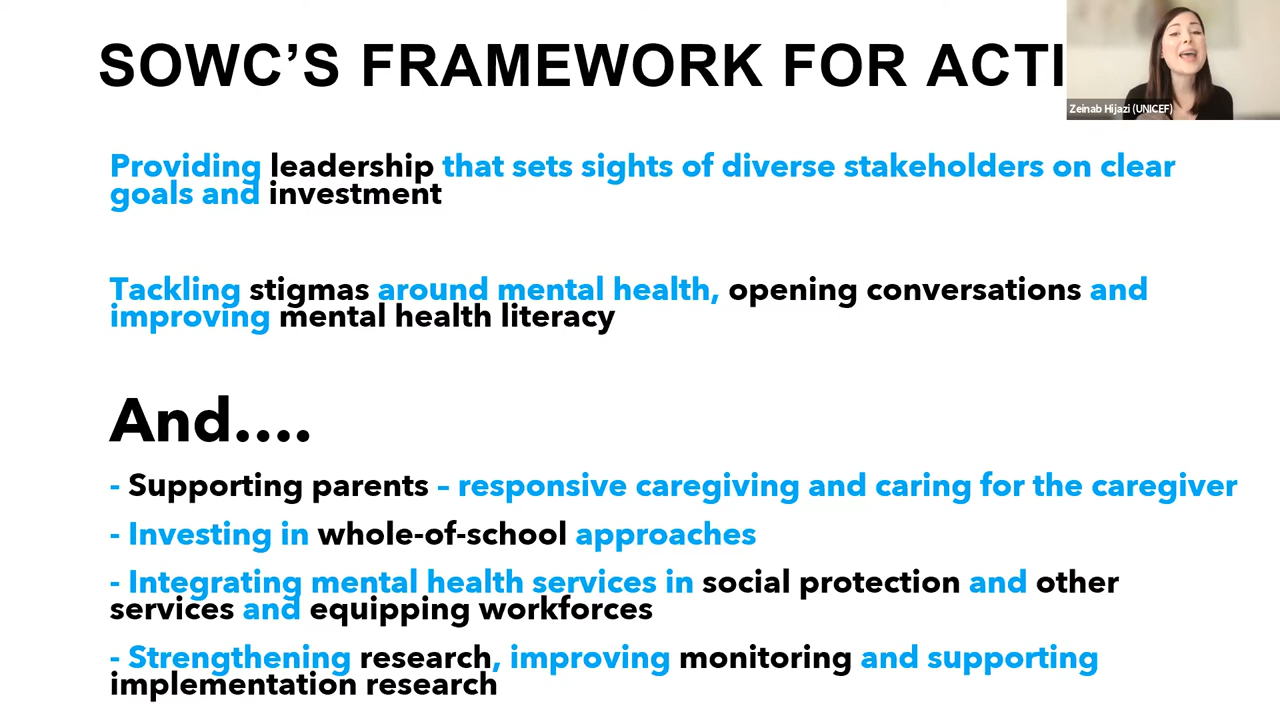 SOWC’S FRAMEWORK FOR ACTI
Zeinab Hijazi (UNICEF)
Providing leadership that sets sights of diverse stakeholders on clear
goals and investment
Tackling stigmas around mental health, opening conversations and
improving mental health literacy
And....
- Supporting parents – responsive caregiving and caring for the caregiver
- Investing in whole-of-school approaches
- Integrating mental health services in social protection and other
services and equipping workforces
- Strengthening research, improving monitoring and supporting
implementation research